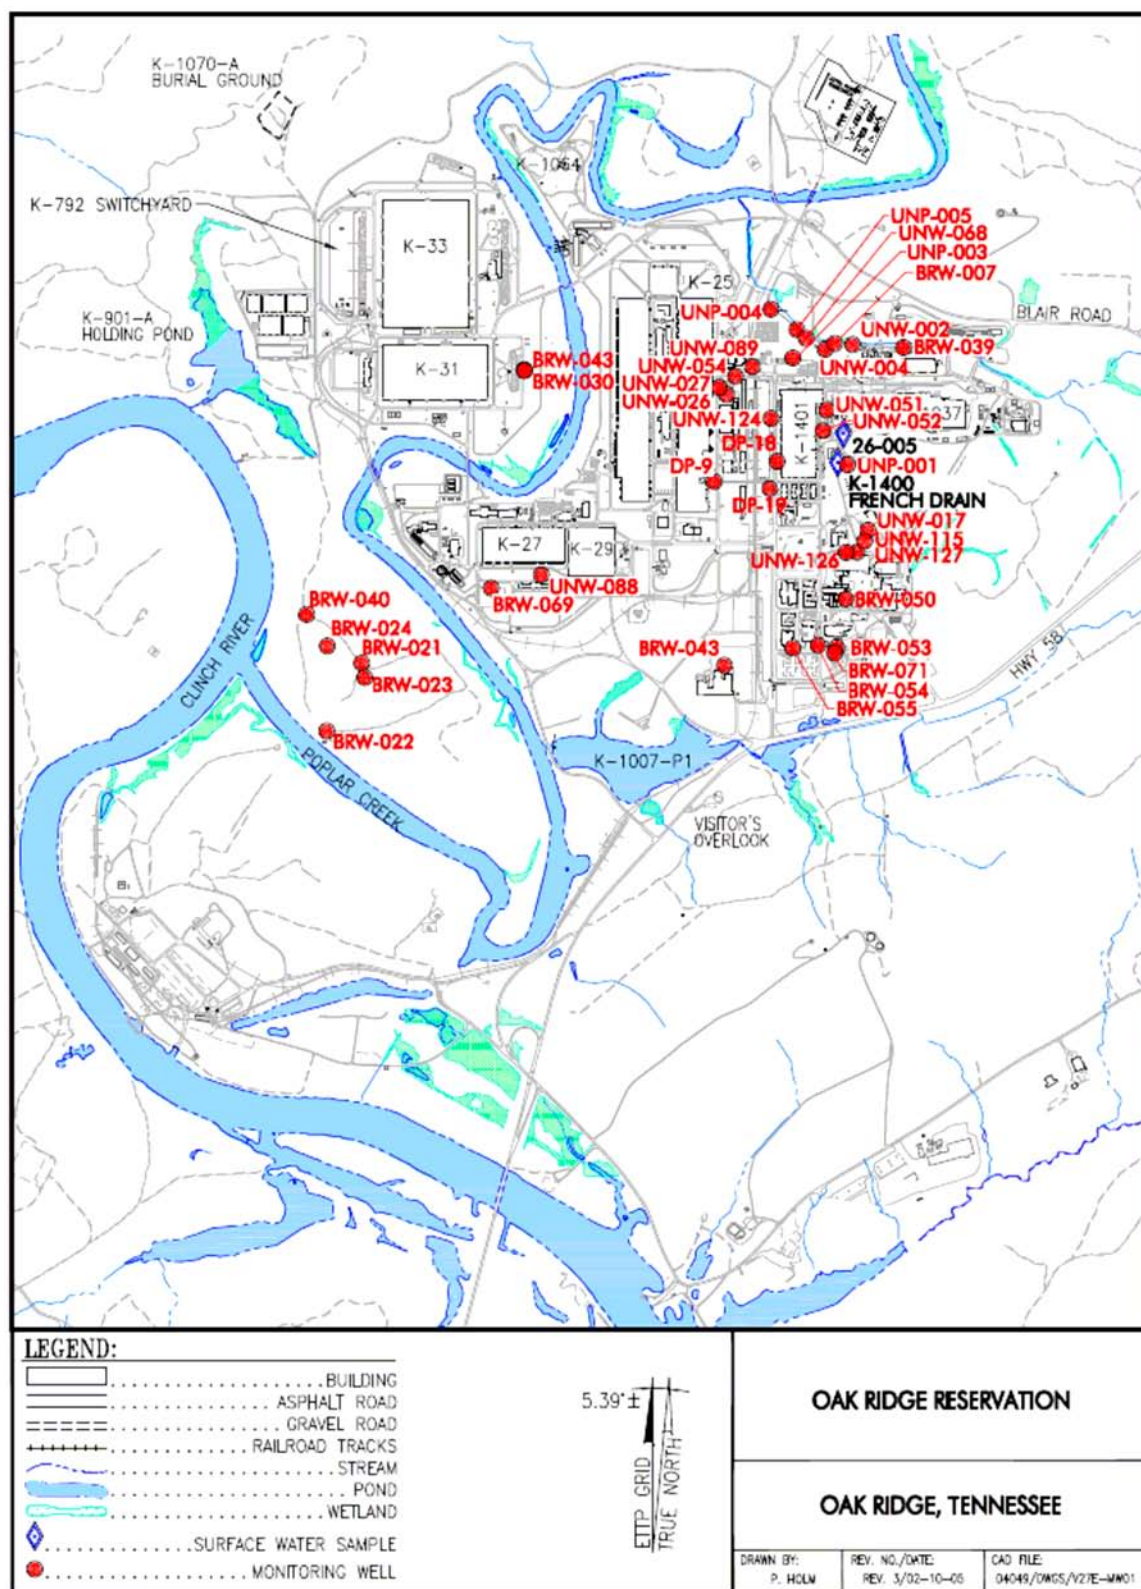 K-1070-A
BURIAL GROUND
K-1064
K-792 SWITCHYARD
K-33
UNP-005
UNW-068
UNP-003
BRW-007
K-25
K-901-A
HOLDING POND
UNP-004
BLAIR ROAD
UNW-002
BRW-039
UNW-089
UNW-054
UNW-004
BRW-043
BRW-030
K-31
UNW-027
UNW-026
UNW-051
37
UNW-124
UNW-052
K-1401
DP-18
26-005
DP-9
UNP-001
K-1400
FRENCH DRAIN
DP-19
UNW-017
UNW-115
UNW-127
UNW-126
K-27
K-29
UNW-088
BRW-069
BRW-050
BRW-040
BRW-024
BRW-021
BRW-023
BRW-043
BRW-053
BRW-071
BRW-054
BRW-055
HWY 58
CLINCH RIVER
BRW-022
POPLAR CREEK
K-1007-P1
VISITOR'S
OVERLOOK
LEGEND:
BUILDING
ASPHALT ROAD
GRAVEL ROAD
RAILROAD TRACKS
STREAM
POND
WETLAND
SURFACE WATER SAMPLE
MONITORING WELL
5.39°±
ETTP GRID
TRUE NORTH
OAK RIDGE RESERVATION
OAK RIDGE, TENNESSEE
DRAWN BY:
P. HOLM
REV. NO./DATE:
REV. 3/02-10-05
CAD FILE:
04049/DWGS/V27E-MW01